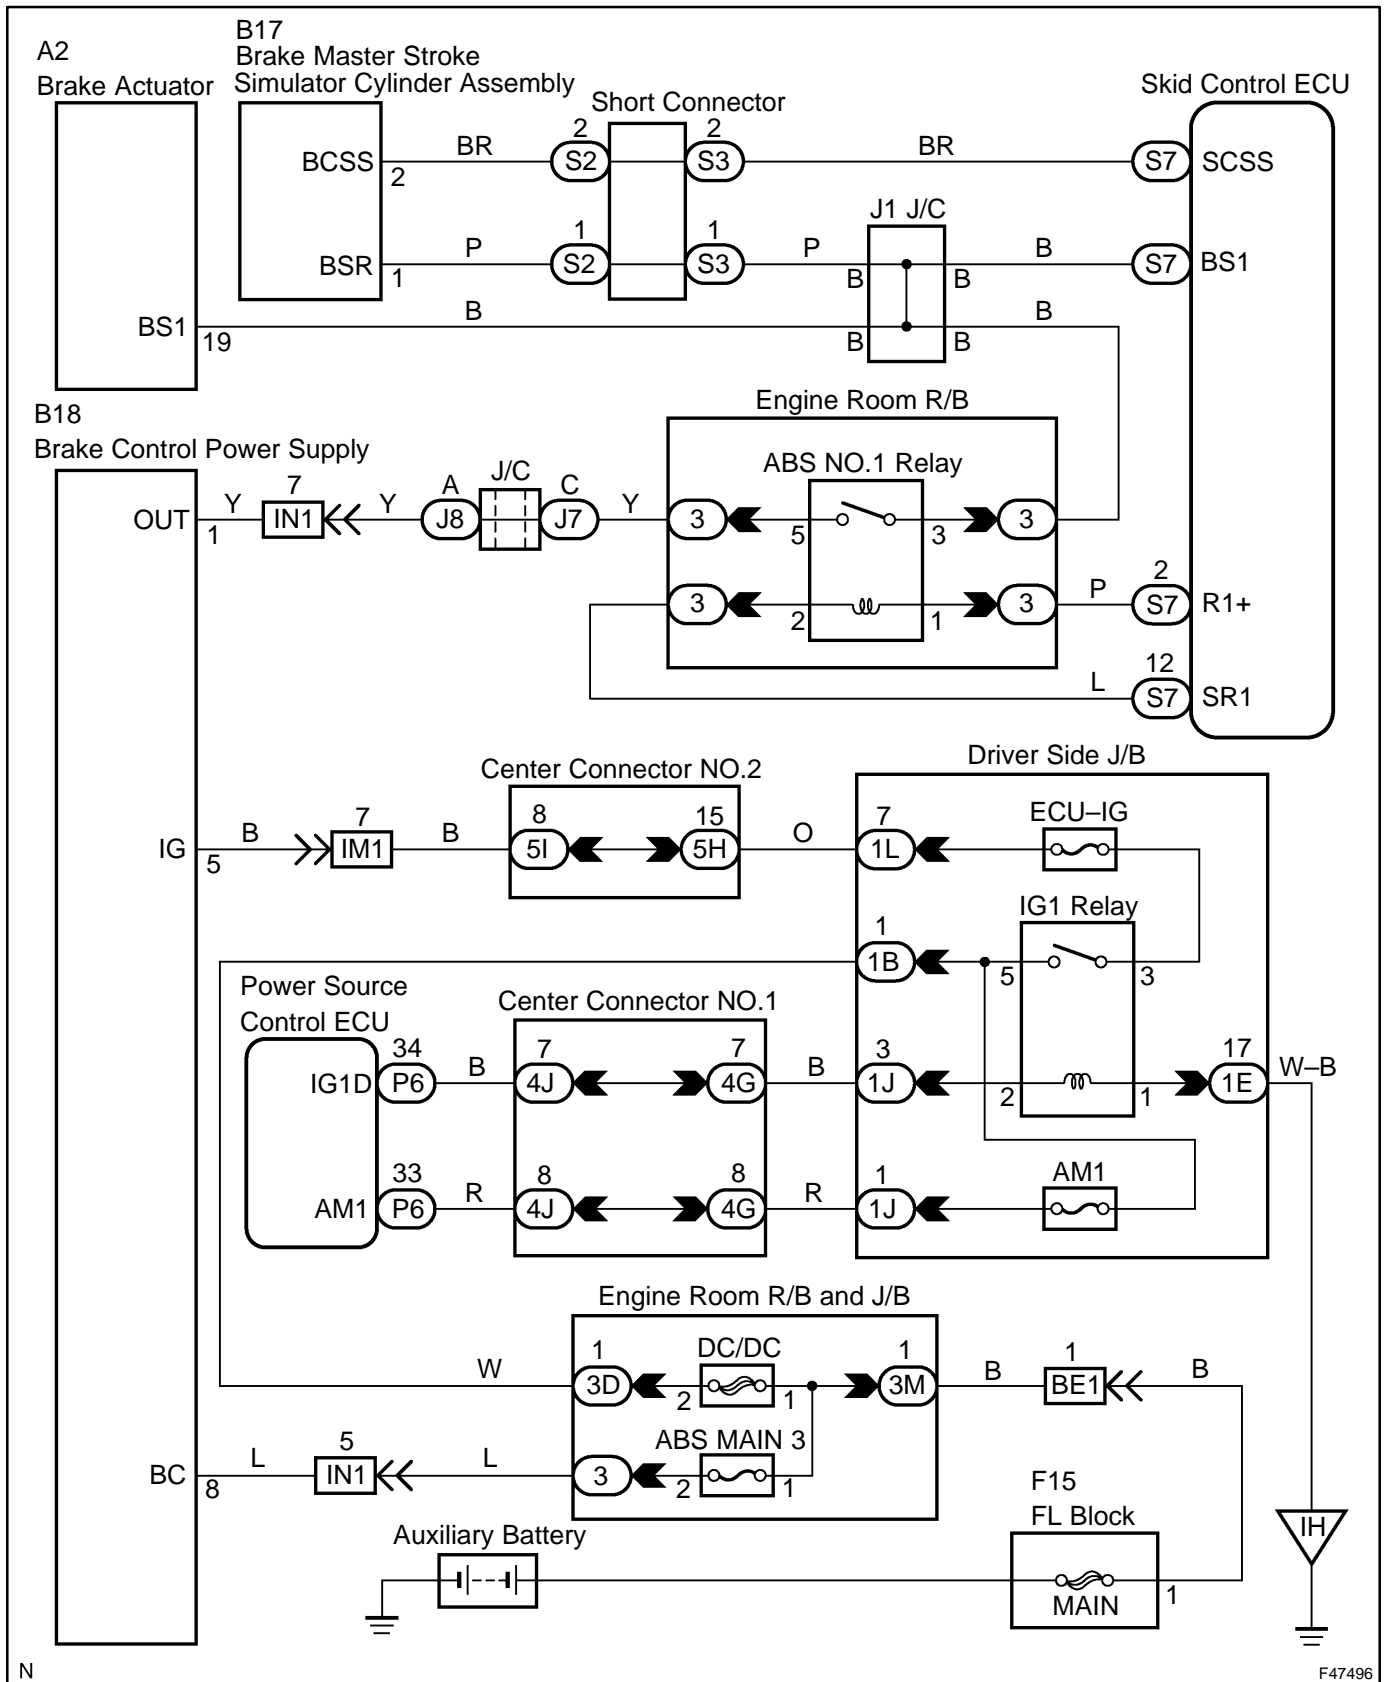 A2
Brake Actuator
B17
Brake Master Stroke
Simulator Cylinder Assembly
Short Connector
Skid Control ECU
BCSS
2
BR
2
S2
2
S3
BR
S7
SCSS
J1 J/C
BSR
1
P
1
S2
1
S3
P
B
B
B
S7
BS1
BS1
19
B
B
B
B
B18
Brake Control Power Supply
Engine Room R/B
ABS NO.1 Relay
OUT
1
Y
7
IN1
Y
A
J8
J/C
C
J7
Y
3
5
3
3
3
2
1
3
P
2
S7
R1+
L
12
S7
SR1
Center Connector NO.2
Driver Side J/B
IG
5
B
7
IM1
B
8
5I
15
5H
O
7
1L
ECU–IG
IG1 Relay
1
1B
5
3
Power Source
Control ECU
Center Connector NO.1
IG1D
34
P6
B
7
4J
7
4G
B
3
1J
2
1
17
1E
W–B
AM1
33
P6
R
8
4J
8
4G
R
1
1J
AM1
Engine Room R/B and J/B
W
1
3D
DC/DC
2
1
1
3M
B
1
BE1
B
BC
8
L
5
IN1
L
3
ABS MAIN 3
2
1
F15
FL Block
MAIN
1
Auxiliary Battery
IH
N
F47496